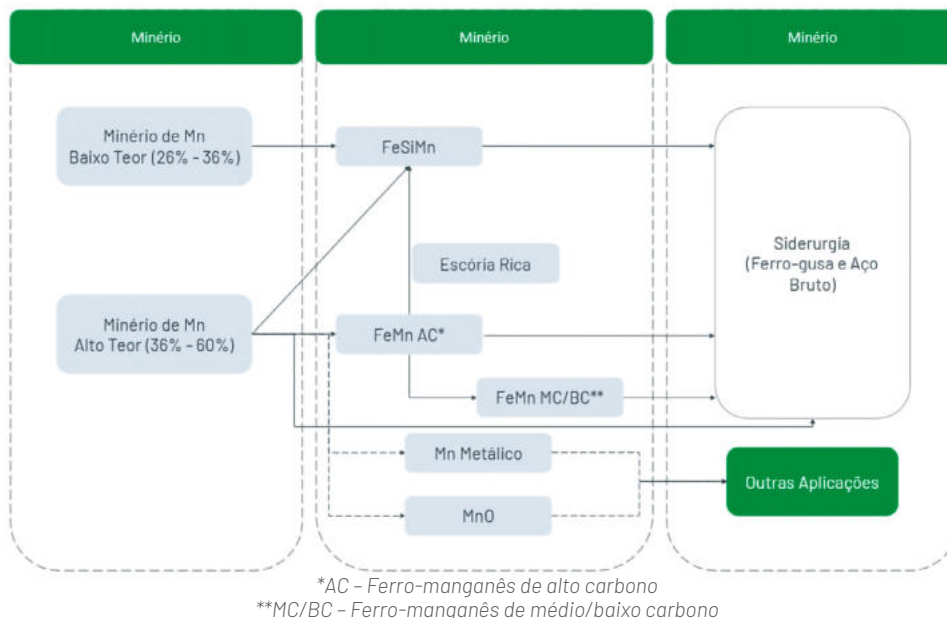 Minério
Minério
Minério
Minério de Mn
Baixo Teor (26% - 36%)
FeSiMn
Escória Rica
Siderurgia
(Ferro-gusa e Aço
Bruto)
Minério de Mn
Alto Teor (36% - 60%)
FeMn AC*
FeMn MC/BC**
Mn Metálico
MnO
Outras Aplicações
*AC – Ferro-manganês de alto carbono
**MC/BC – Ferro-manganês de médio/baixo carbono